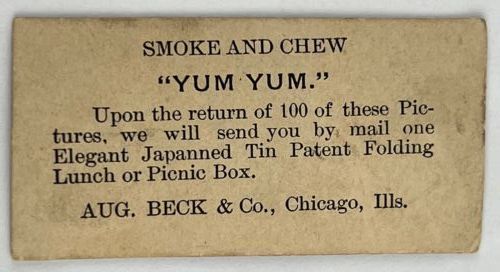 SMOKE AND CHEW
“YUM YUM.”
Upon the return of 100 of these Pic-
tures, we will send you by mail one
Elegant Japanned Tin Patent Folding
Lunch or Picnic Box.
AUG. BECK & Co., Chicago, Ills.